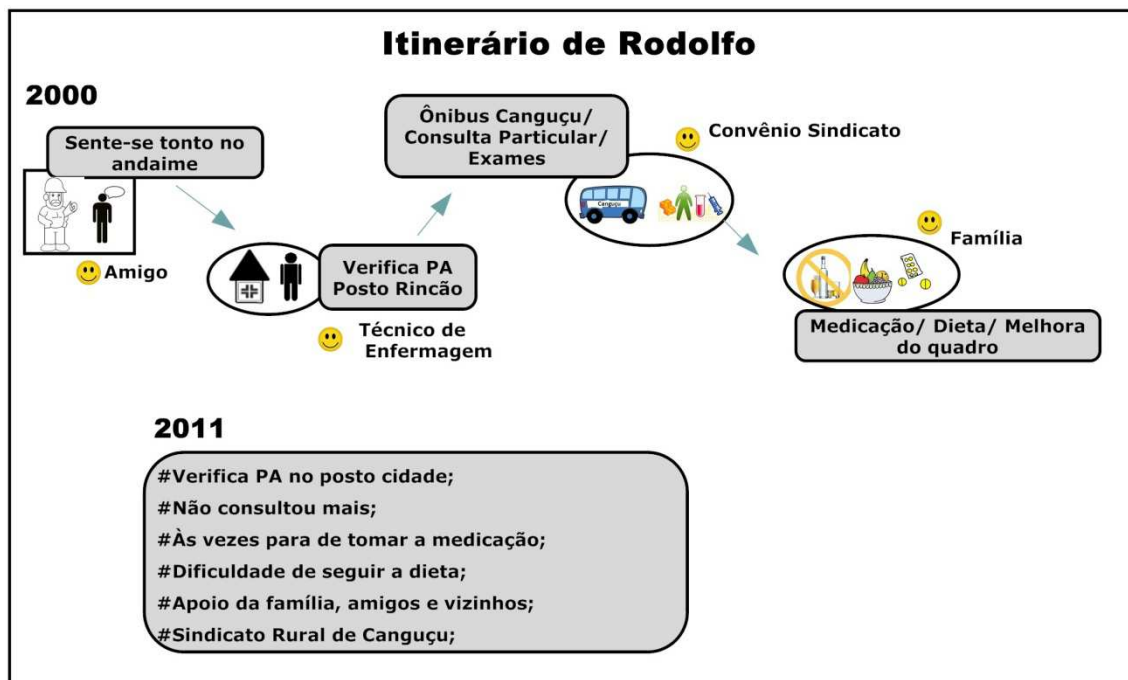 Itinerário de Rodolfo
2000
Sente-se tonto no
andaime
Amigo
Verifica PA
Posto Rincão
Técnico de
Enfermagem
Ônibus Canguçu/
Consulta Particular/
Exames
Convênio Sindicato
Canguçu
Família
Medicação/ Dieta/ Melhora
do quadro
2011
#Verifica PA no posto cidade;
#Não consultou mais;
#Às vezes para de tomar a medicação;
#Dificuldade de seguir a dieta;
#Apoio da família, amigos e vizinhos;
#Sindicato Rural de Canguçu;